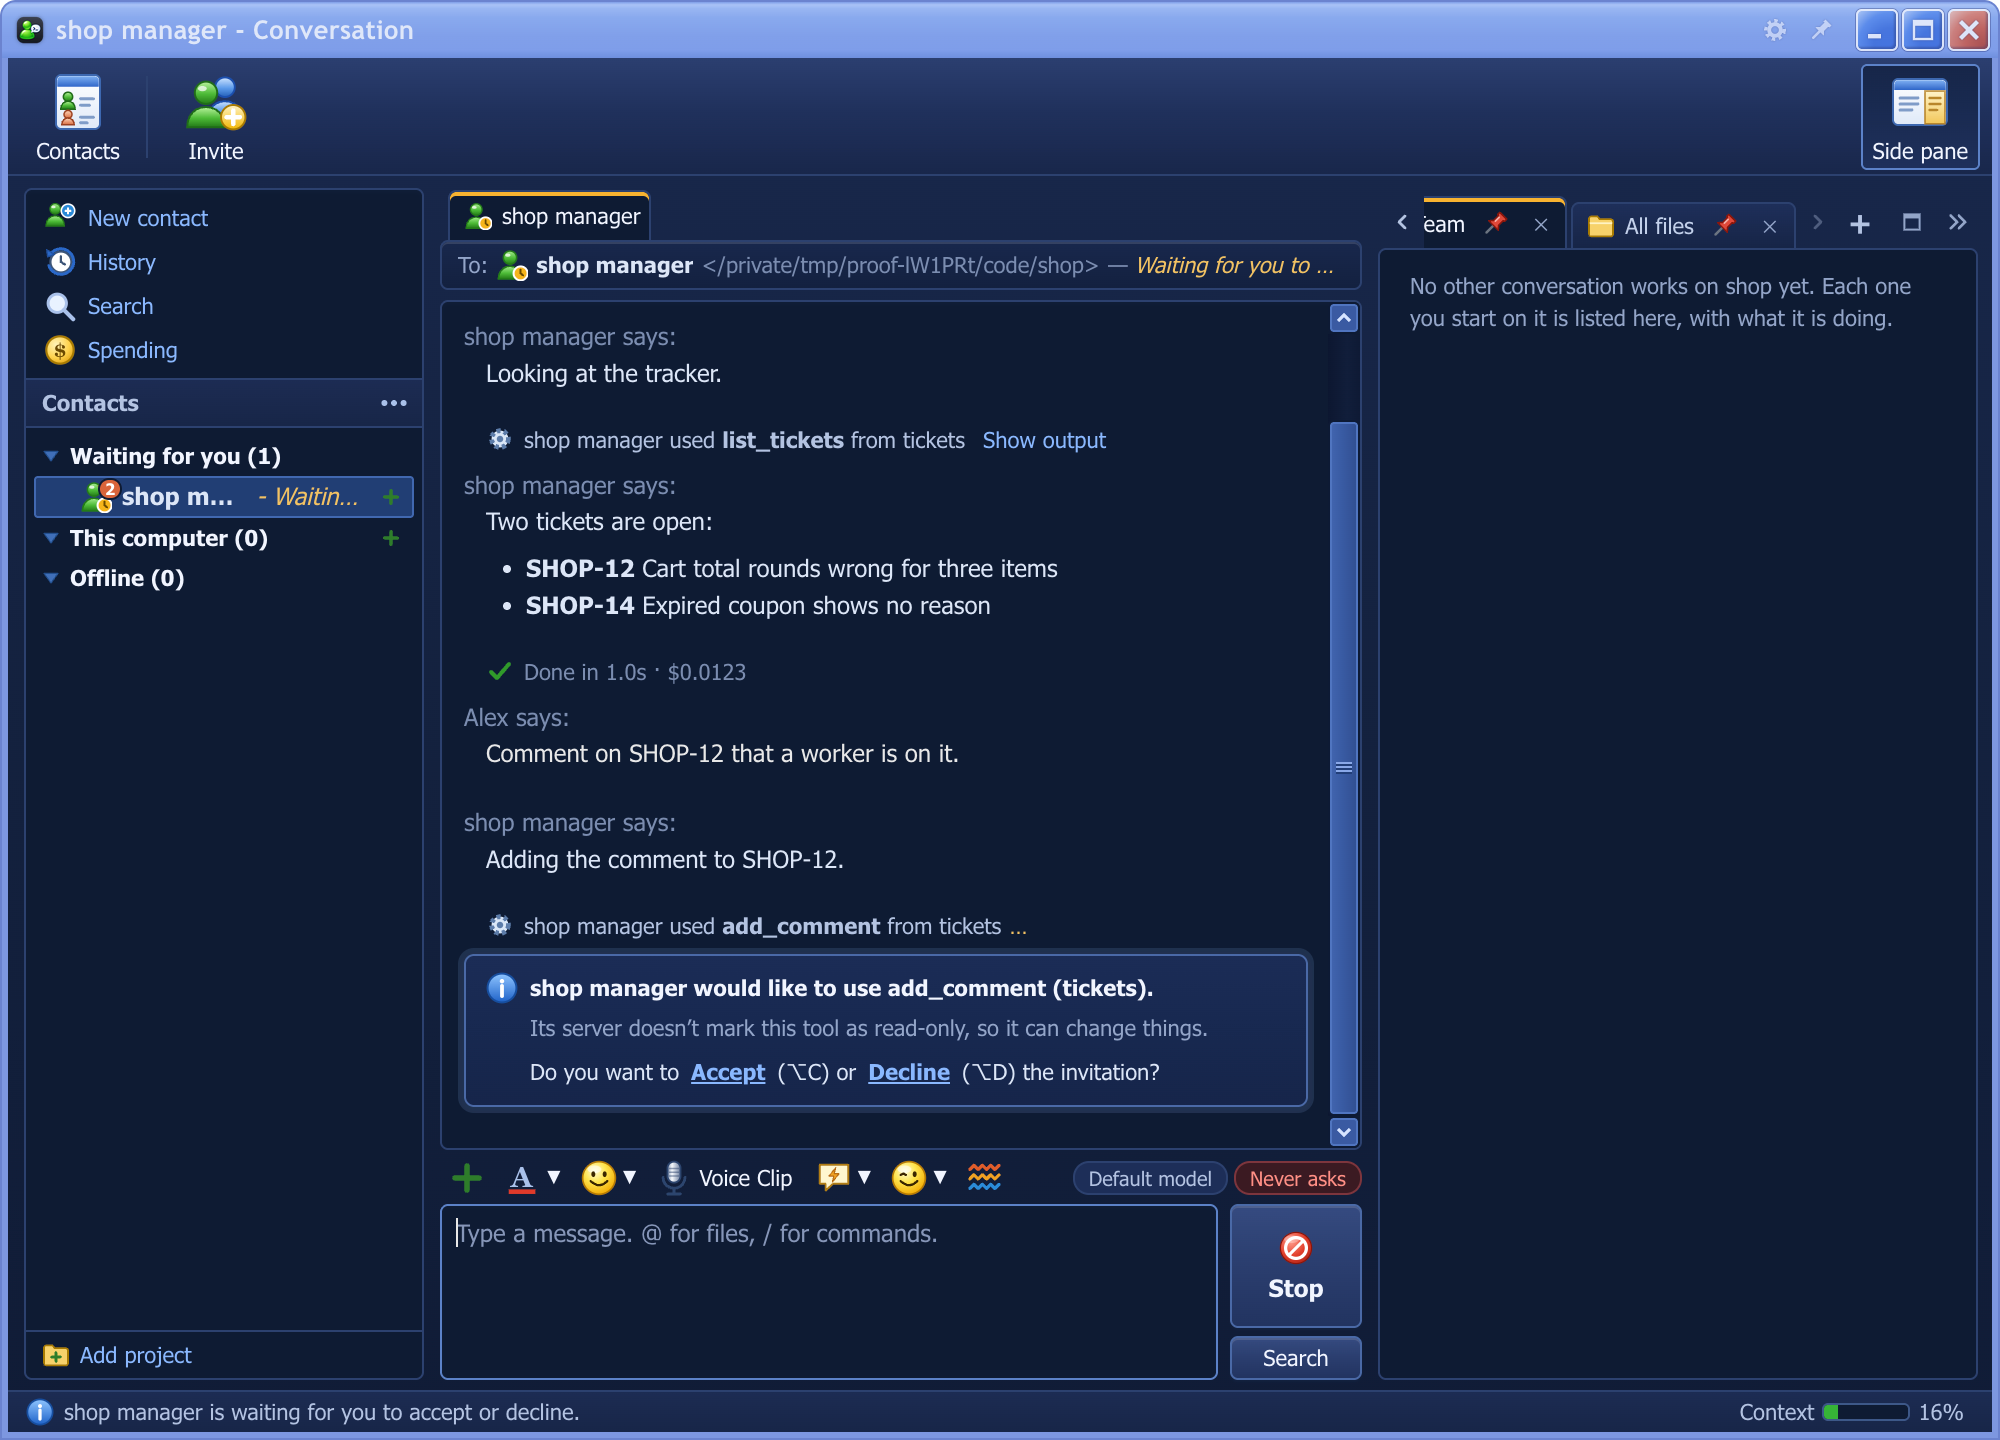 shop manager - Conversation
Contacts
Invite
Side pane
New contact
History
Search
Spending
Contacts
Waiting for you (1)
2
shop m... - Waitin...
This computer (0)
Offline (0)
Add project
shop manager
To: shop manager </private/tmp/proof-IW1PRt/code/shop> — Waiting for you to ...
shop manager says:
Looking at the tracker.
shop manager used list_tickets from tickets Show output
shop manager says:
Two tickets are open:
• SHOP-12 Cart total rounds wrong for three items
• SHOP-14 Expired coupon shows no reason
Done in 1.0s · $0.0123
Alex says:
Comment on SHOP-12 that a worker is on it.
shop manager says:
Adding the comment to SHOP-12.
shop manager used add_comment from tickets ...
shop manager would like to use add_comment (tickets).
Its server doesn’t mark this tool as read-only, so it can change things.
Do you want to Accept (⌥C) or Decline (⌥D) the invitation?
A
Voice Clip
Default model
Never asks
Type a message. @ for files, / for commands.
Stop
Search
eam
All files
No other conversation works on shop yet. Each one
you start on it is listed here, with what it is doing.
shop manager is waiting for you to accept or decline.
Context 16%